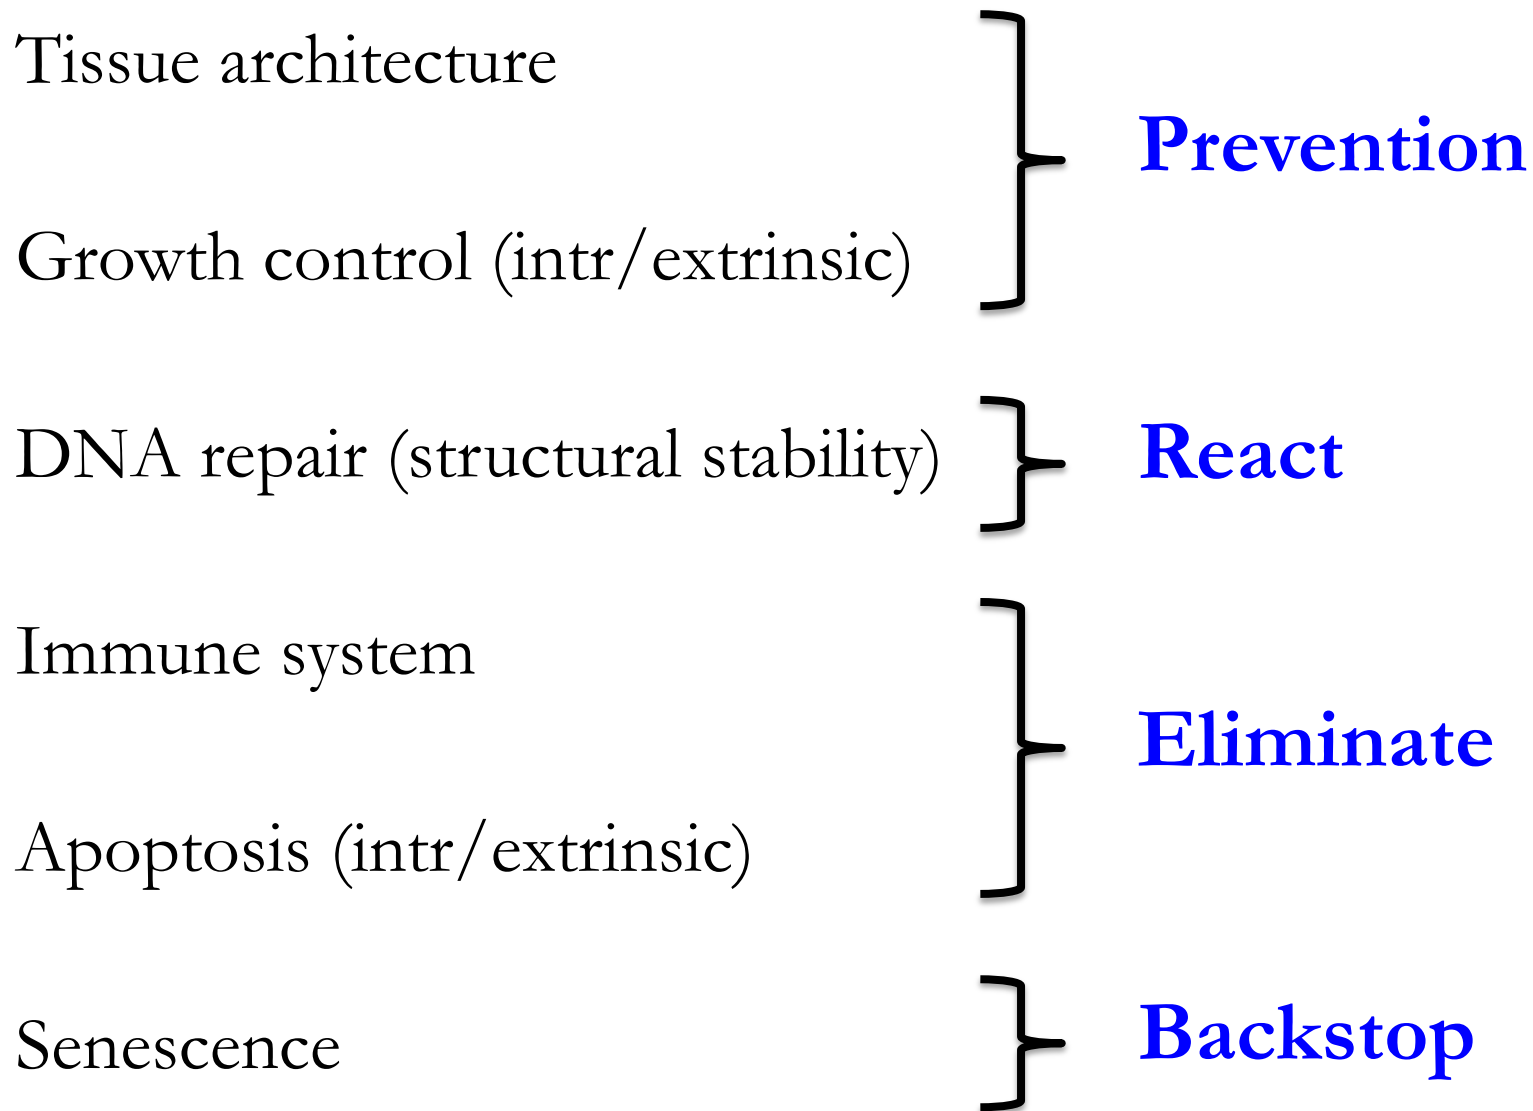 Tissue architecture
Prevention
Growth control (intr/extrinsic)
DNA repair (structural stability)
React
Immune system
Eliminate
Apoptosis (intr/extrinsic)
Senescence
Backstop